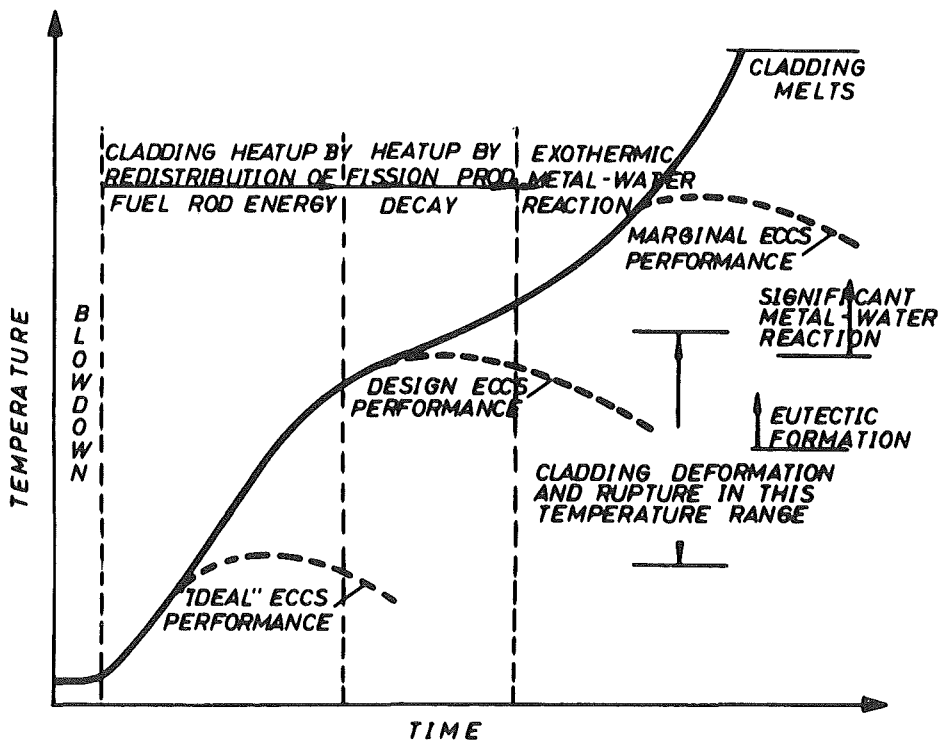 CLADDING
MELTS
CLADDING HEATUP BY
REDISTRIBUTION OF
FUEL ROD ENERGY
HEATUP BY
FISSION PROD.
DECAY
EXOTHERMIC
METAL-WATER
REACTION
MARGINAL ECCS
PERFORMANCE
SIGNIFICANT
METAL-WATER
REACTION
BLOWDOWN
TEMPERATURE
DESIGN ECCS
PERFORMANCE
EUTECTIC
FORMATION
CLADDING DEFORMATION
AND RUPTURE IN THIS
TEMPERATURE RANGE
"IDEAL" ECCS
PERFORMANCE
TIME